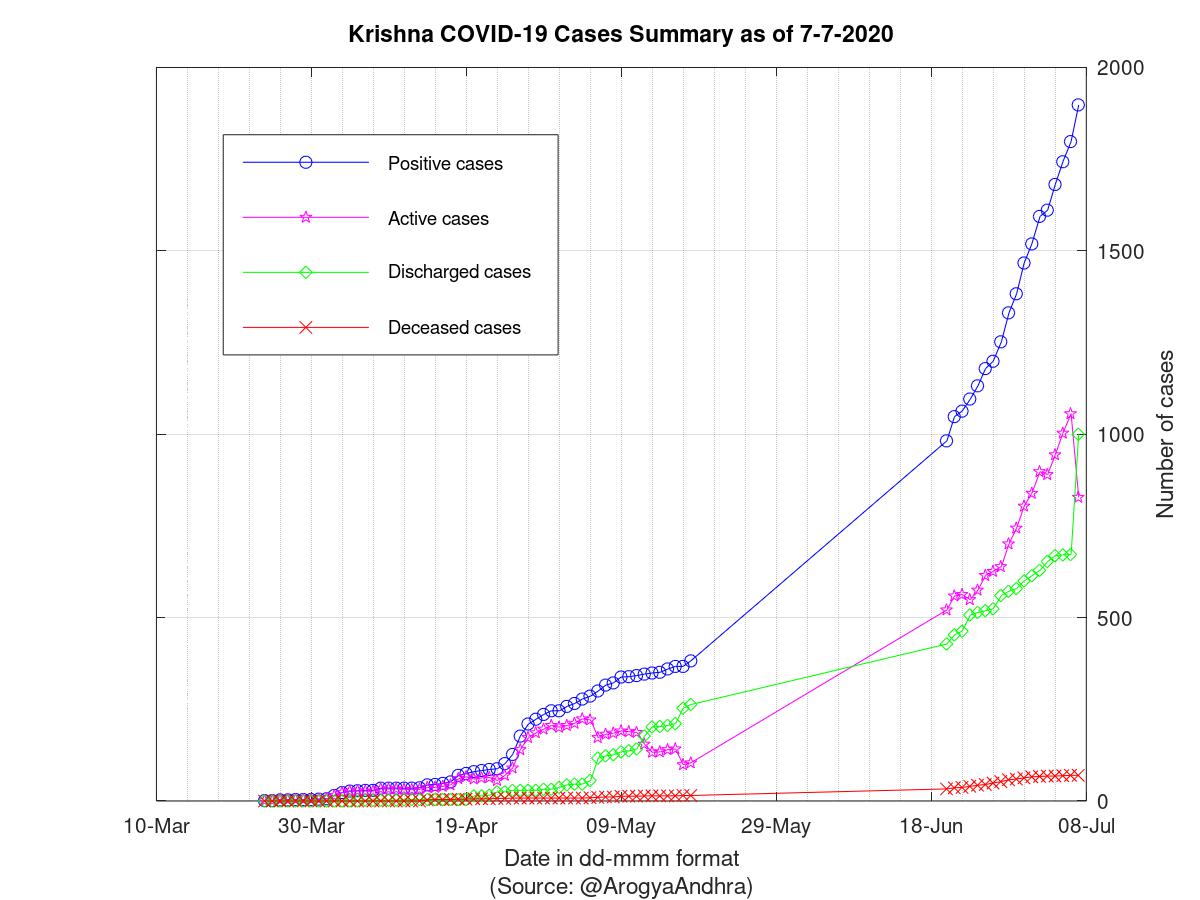 Krishna COVID-19 Cases Summary as of 7-7-2020
2000
Positive cases
Active cases
Discharged cases
Deceased cases
1500
1000
500
0
Number of cases
10-Mar 30-Mar 19-Apr 09-May 29-May 18-Jun 08-Jul
Date in dd-mmm format
(Source: @ArogyaAndhra)